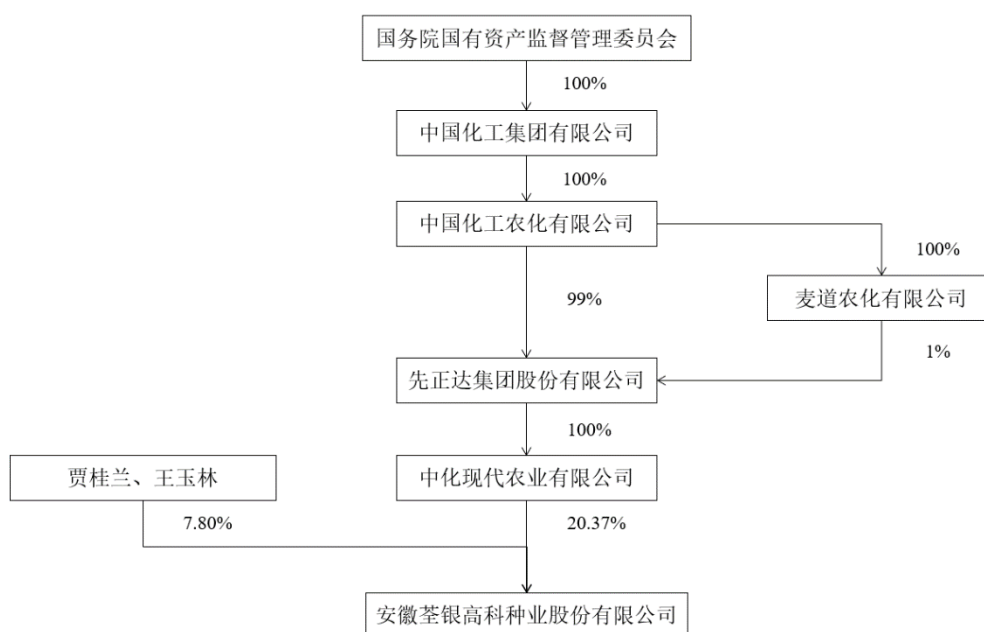 国务院国有资产监督管理委员会
100%
中国化工集团有限公司
100%
中国化工农化有限公司
100%
99%
麦道农化有限公司
1%
先正达集团股份有限公司
100%
贾桂兰、王玉林
中化现代农业有限公司
7.80%
20.37%
安徽荃银高科种业股份有限公司